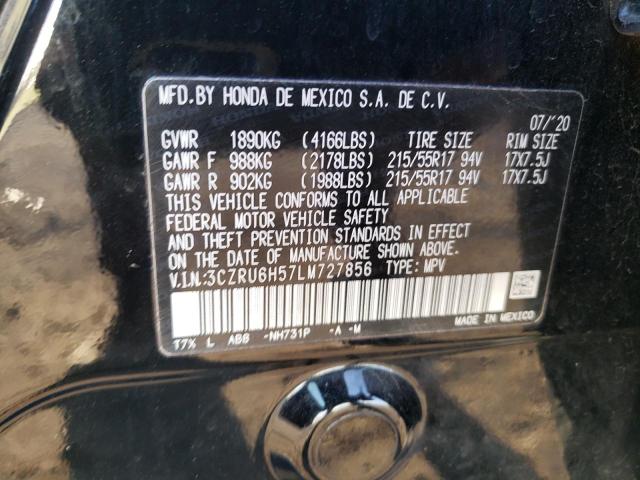 MFD.BY HONDA DE MEXICO S.A. DE C.V.
07/'20
GVWR 1890KG (4166LBS) TIRE SIZE RIM SIZE
GAWR F 988KG (2178LBS) 215/55R17 94V 17X7.5J
GAWR R 902KG (1988LBS) 215/55R17 94V 17X7.5J
THIS VEHICLE CONFORMS TO ALL APPLICABLE
FEDERAL MOTOR VEHICLE SAFETY
AND THEFT PREVENTION STANDARDS IN EFFECT
ON THE DATE OF MANUFACTURE SHOWN ABOVE.
V.I.N:3CZRU6H57LM727856 TYPE: MPV
T7X L ABB -NH731P -A -M
MADE IN MEXICO